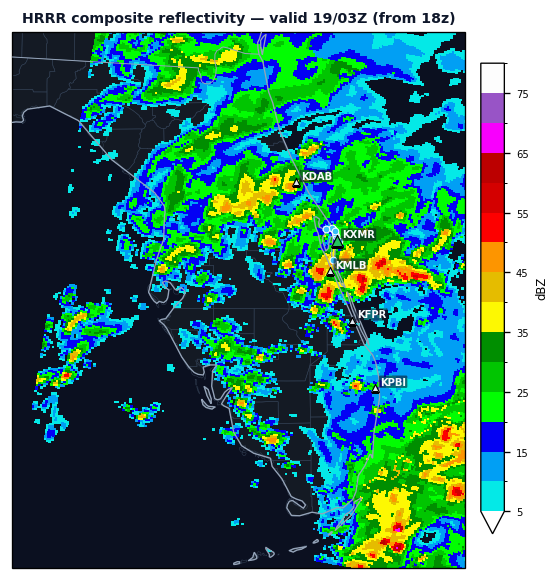 HRRR composite reflectivity — valid 19/03Z (from 18z)
KDAB
KXMR
KMLB
KFPR
KPBI
75
65
55
45
35
25
15
5
dBZ